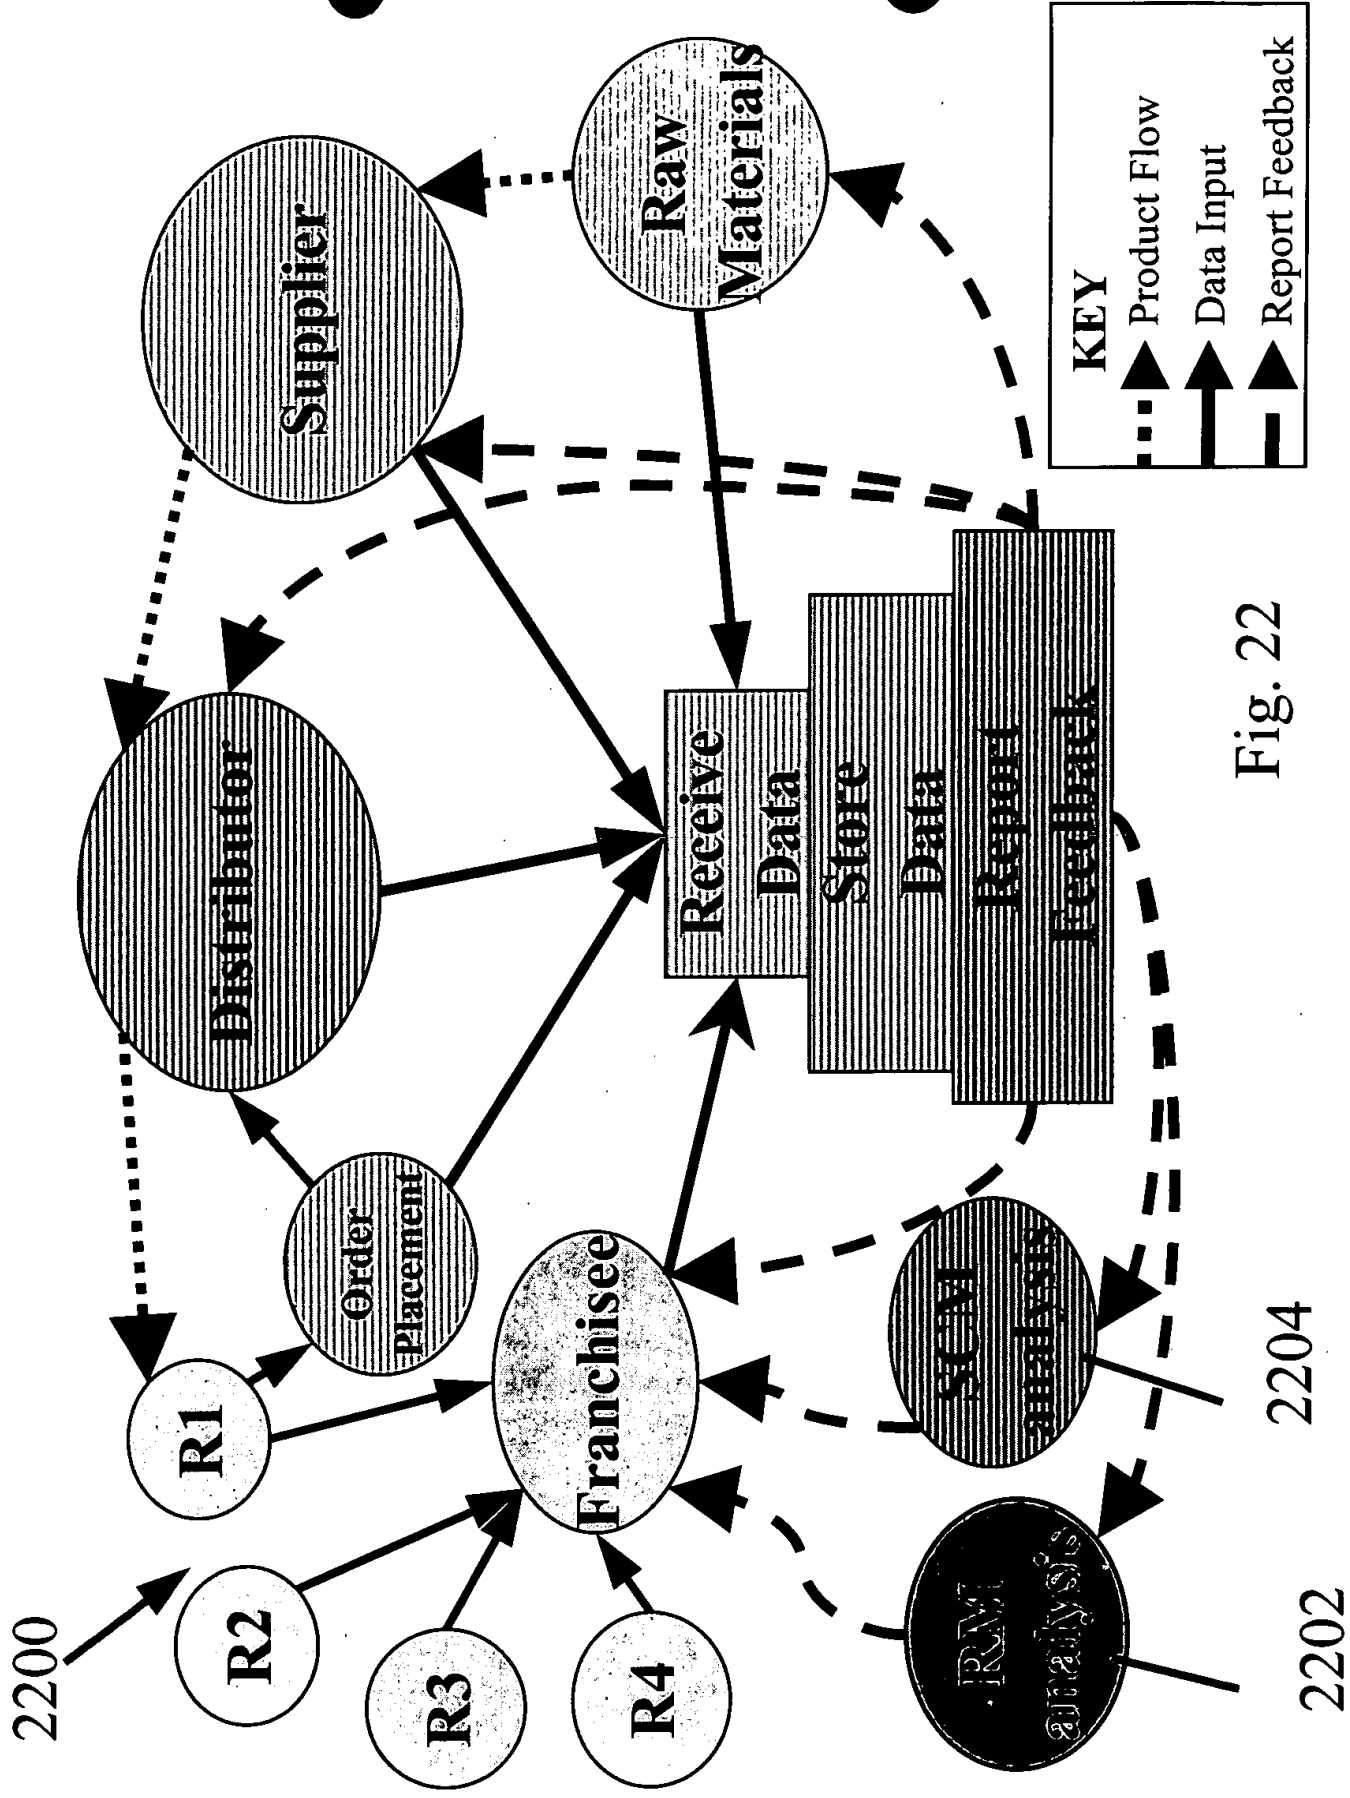 2200
R1
R2
R3
R4
Order
Placement
Distributor
Supplier
Franchisee
Raw
Materials
Receive
Data
Store
Data
Report
Feedback
SCM
analysis
RM
analysis
2202
2204
KEY
Product Flow
Data Input
Report Feedback
Fig. 22